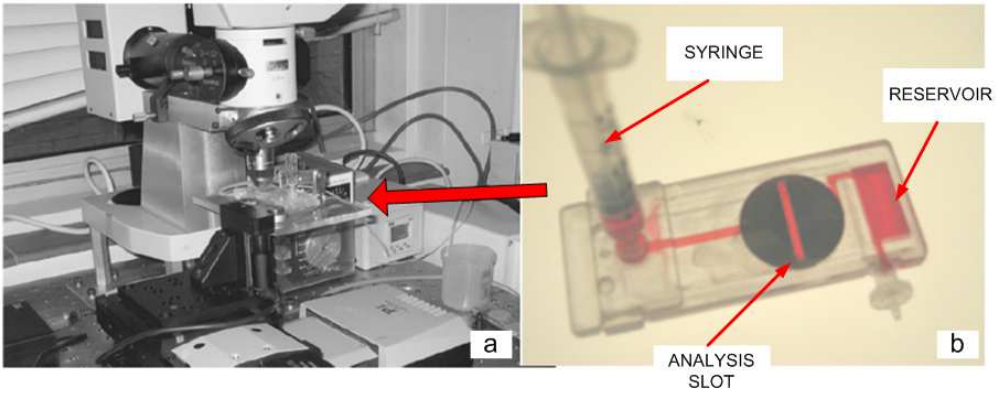 SYRINGE
RESERVOIR
a
b
ANALYSIS
SLOT